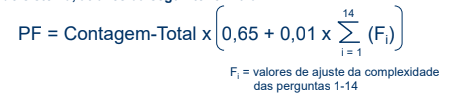 PF = Contagem-Total x (0,65 + 0,01 x ∑ (Fᵢ))
14
i = 1
Fᵢ = valores de ajuste da complexidade
das perguntas 1-14